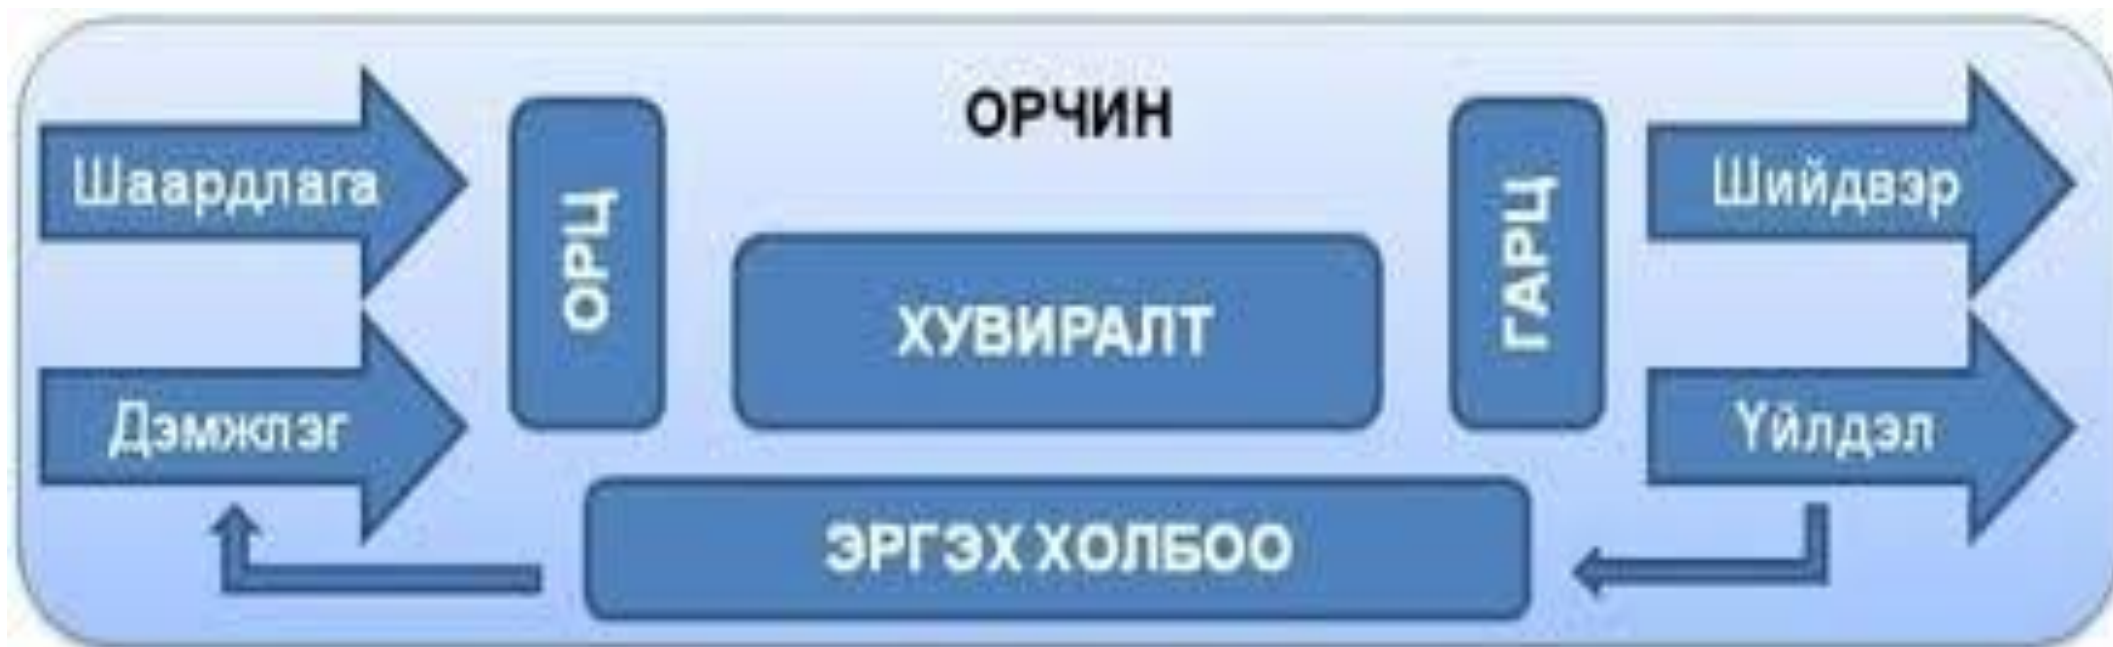 ОРЧИН
Шаардлага
Дэмжлэг
ОРЦ
ХУВИРАЛТ
ГАРЦ
Шийдвэр
Үйлдэл
ЭРГЭХ ХОЛБОО